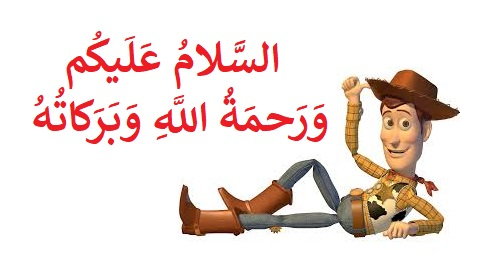 السَّلامُ عَلَيكُم
وَرَحمَةُ اللَّهِ وَبَرَكاتُهُ